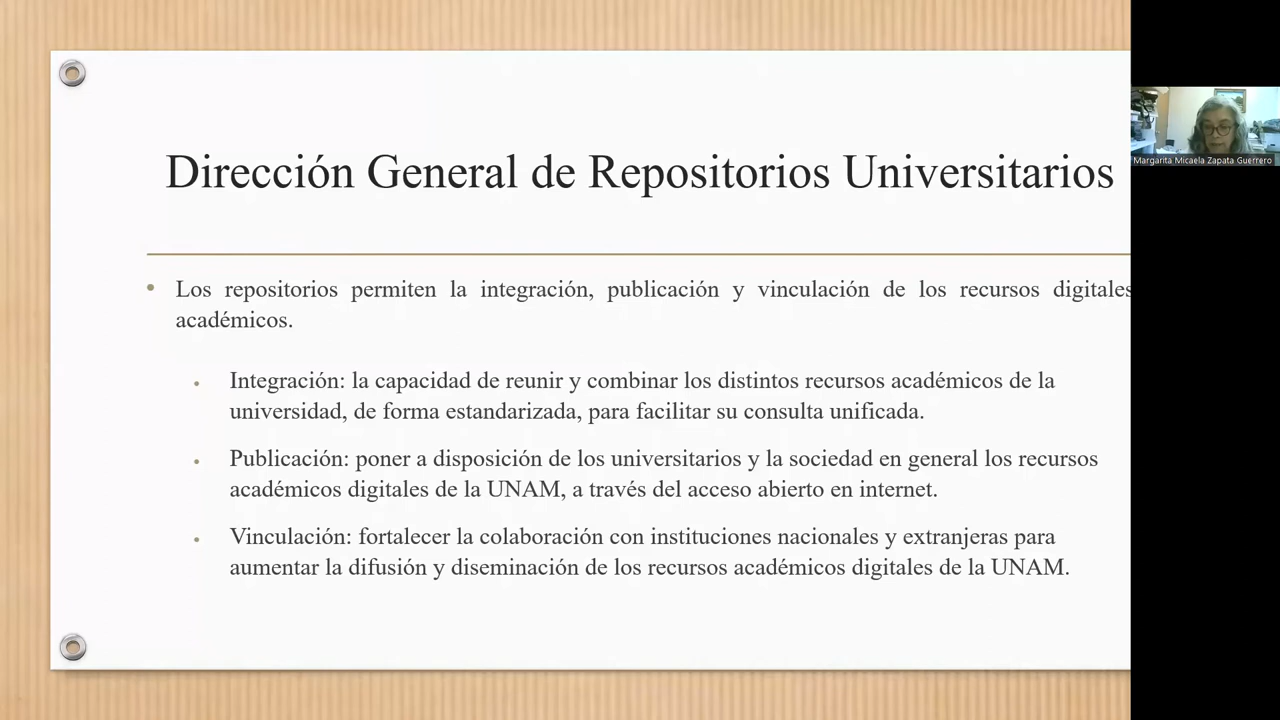 Dirección General de Repositorios Universitarios
• Los repositorios permiten la integración, publicación y vinculación de los recursos digitales
académicos.
• Integración: la capacidad de reunir y combinar los distintos recursos académicos de la
universidad, de forma estandarizada, para facilitar su consulta unificada.
• Publicación: poner a disposición de los universitarios y la sociedad en general los recursos
académicos digitales de la UNAM, a través del acceso abierto en internet.
• Vinculación: fortalecer la colaboración con instituciones nacionales y extranjeras para
aumentar la difusión y diseminación de los recursos académicos digitales de la UNAM.
Margarita Micaela Zapata Guerrero